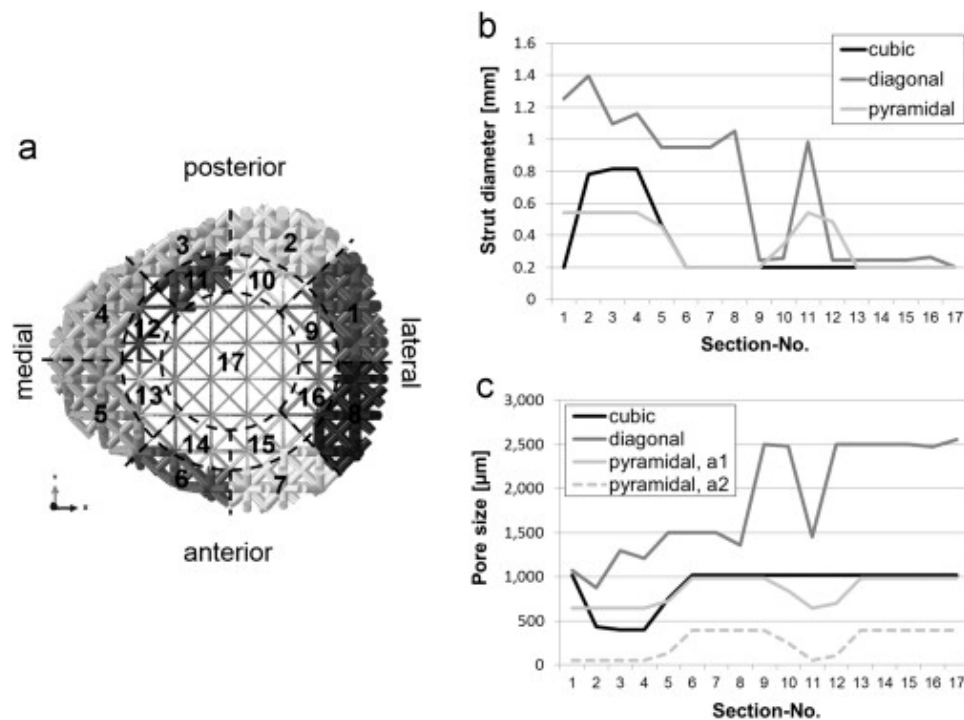 a
posterior
medial
lateral
anterior
3
2
11
10
4
1
12
9
17
13
16
5
8
14
15
6
7
b
Strut diameter [mm]
1.6
1.4
1.2
1
0.8
0.6
0.4
0.2
0
cubic
diagonal
pyramidal
1 2 3 4 5 6 7 8 9 10 11 12 13 14 15 16 17
Section-No.
c
Pore size [µm]
3,000
2,500
2,000
1,500
1,000
500
0
cubic
diagonal
pyramidal, a1
pyramidal, a2
1 2 3 4 5 6 7 8 9 10 11 12 13 14 15 16 17
Section-No.